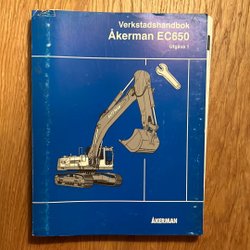 Verkstadshandbok
Åkerman EC650
Utgåva 1
ÅKERMAN